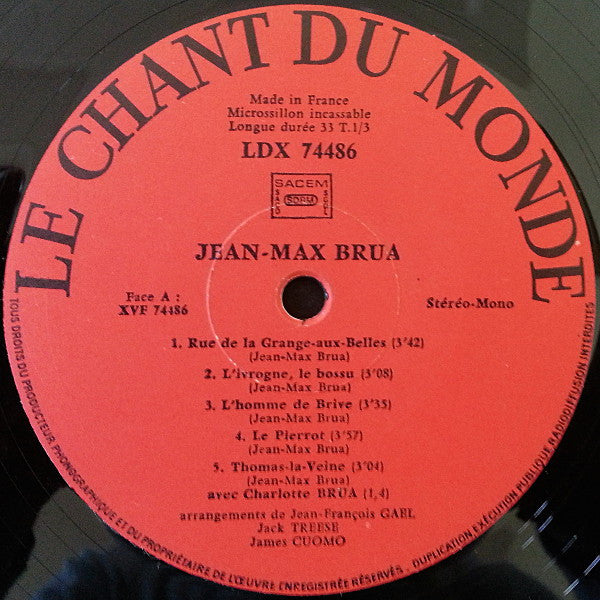 LE CHANT DU MONDE
Made in France
Microssillon incassable
Longue durée 33 T.1/3
LDX 74486
SACEM
SACD SDRM SGDL
JEAN-MAX BRUA
Face A :
XVF 74486
Stéréo-Mono
1. Rue de la Grange-aux-Belles (3'42)
(Jean-Max Brua)
2. L'ivrogne, le bossu (3'08)
(Jean-Max Brua)
3. L'homme de Brive (3'35)
(Jean-Max Brua)
4. Le Pierrot (3'57)
(Jean-Max Brua)
5. Thomas-la-Veine (3'04)
(Jean-Max Brua)
avec Charlotte BRUA (1,4)
arrangements de Jean-François GAEL
Jack TREESE
James CUOMO
TOUS DROITS DU PRODUCTEUR PHONOGRAPHIQUE ET DU PROPRIÉTAIRE DE L'ŒUVRE ENREGISTRÉE RÉSERVÉS. DUPLICATION EXÉCUTION PUBLIQUE RADIODIFFUSION INTERDITES